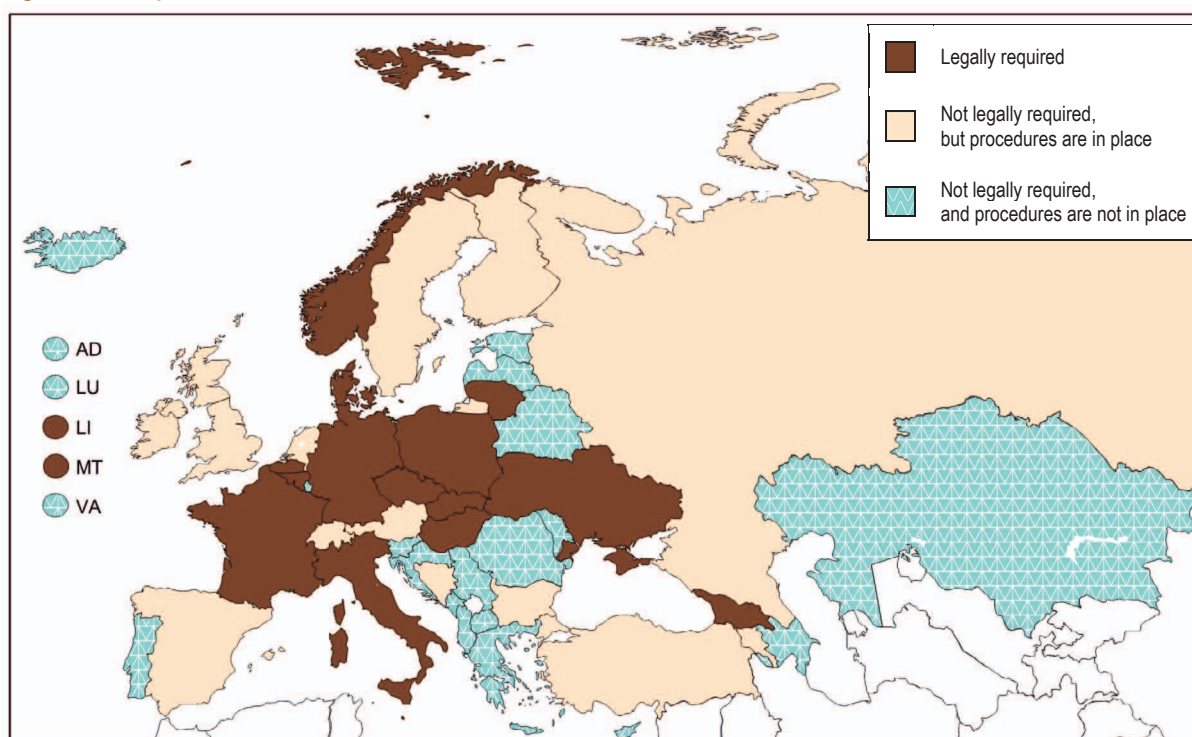 Legally required
Not legally required,
but procedures are in place
Not legally required,
and procedures are not in place
AD
LU
LI
MT
VA